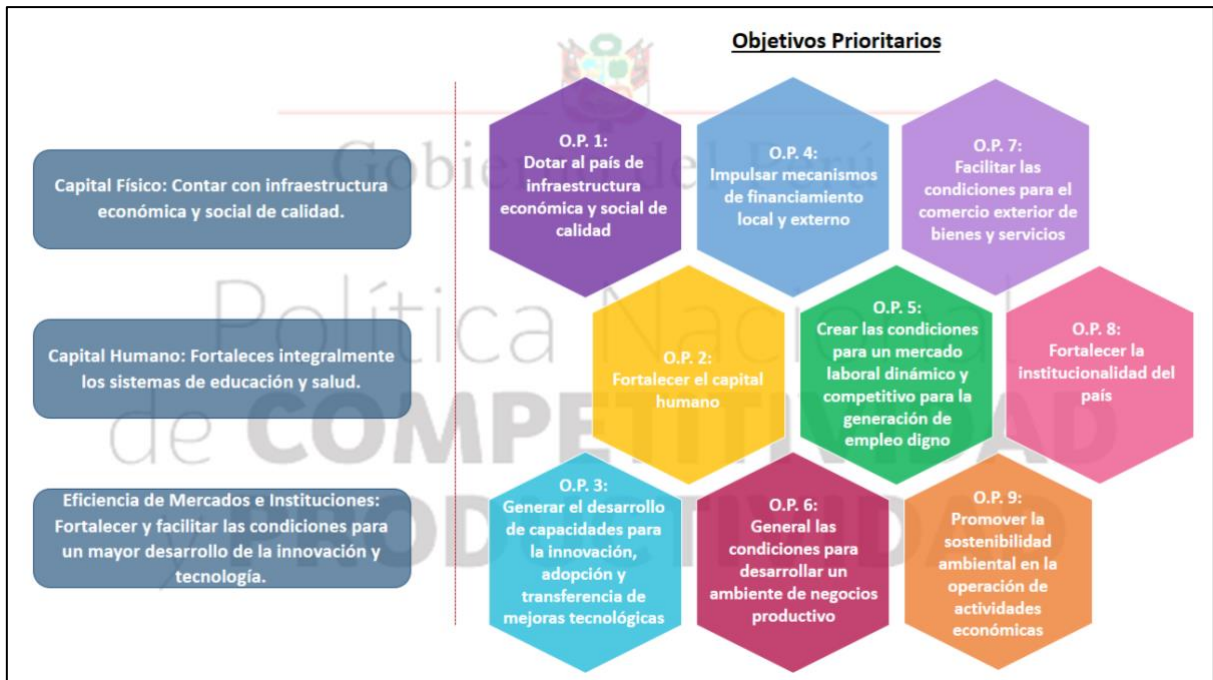 Objetivos Prioritarios
Gobierno del Perú
Política Nacional
de COMPETITIVIDAD
y PRODUCTIVIDAD
Capital Físico: Contar con infraestructura
económica y social de calidad.
Capital Humano: Fortaleces integralmente
los sistemas de educación y salud.
Eficiencia de Mercados e Instituciones:
Fortalecer y facilitar las condiciones para
un mayor desarrollo de la innovación y
tecnología.
O.P. 1:
Dotar al país de
infraestructura
económica y social de
calidad
O.P. 4:
Impulsar mecanismos
de financiamiento
local y externo
O.P. 7:
Facilitar las
condiciones para el
comercio exterior de
bienes y servicios
O.P. 2:
Fortalecer el capital
humano
O.P. 5:
Crear las condiciones
para un mercado
laboral dinámico y
competitivo para la
generación de
empleo digno
O.P. 8:
Fortalecer la
institucionalidad del
país
O.P. 3:
Generar el desarrollo
de capacidades para
la innovación,
adopción y
transferencia de
mejoras tecnológicas
O.P. 6:
General las
condiciones para
desarrollar un
ambiente de negocios
productivo
O.P. 9:
Promover la
sostenibilidad
ambiental en la
operación de
actividades
económicas